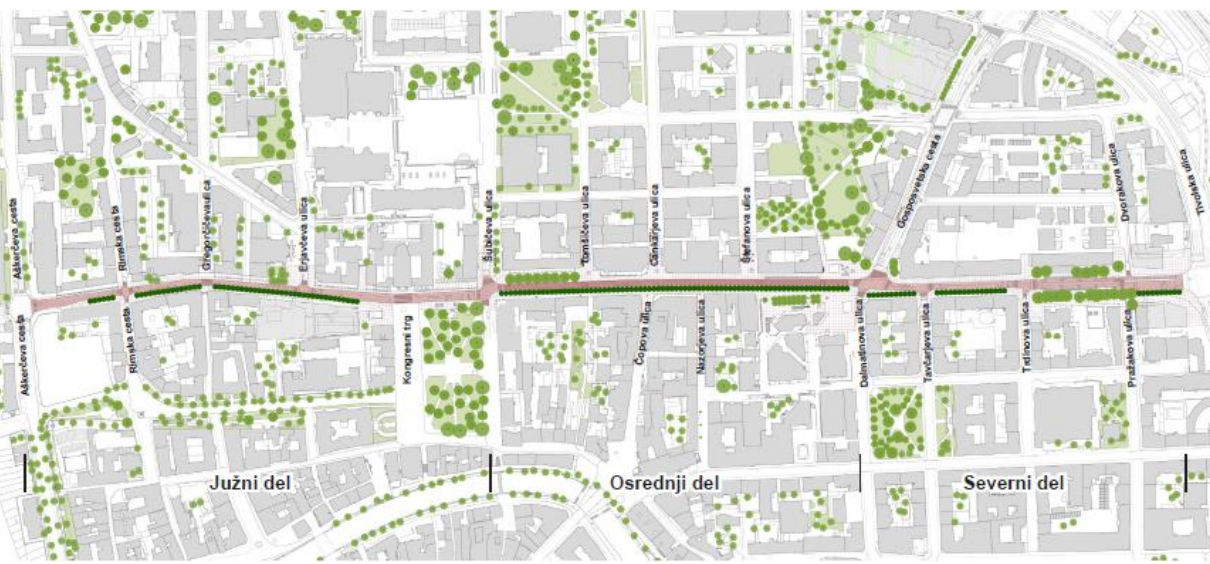 Aškerčeva cesta
Rimska cesta
Gregorčičeva ulica
Erjavčeva ulica
Šubičeva ulica
Tomšičeva ulica
Cankarjeva ulica
Štefanova ulica
Gosposvetska cesta
Dvorakova ulica
Tivolska ulica
Aškerčeva cesta
Rimska cesta
Kongresni trg
Čopova ulica
Nazorjeva ulica
Dalmatinova ulica
Tavčarjeva ulica
Trdinova ulica
Pražakova ulica
Južni del
Osrednji del
Severni del